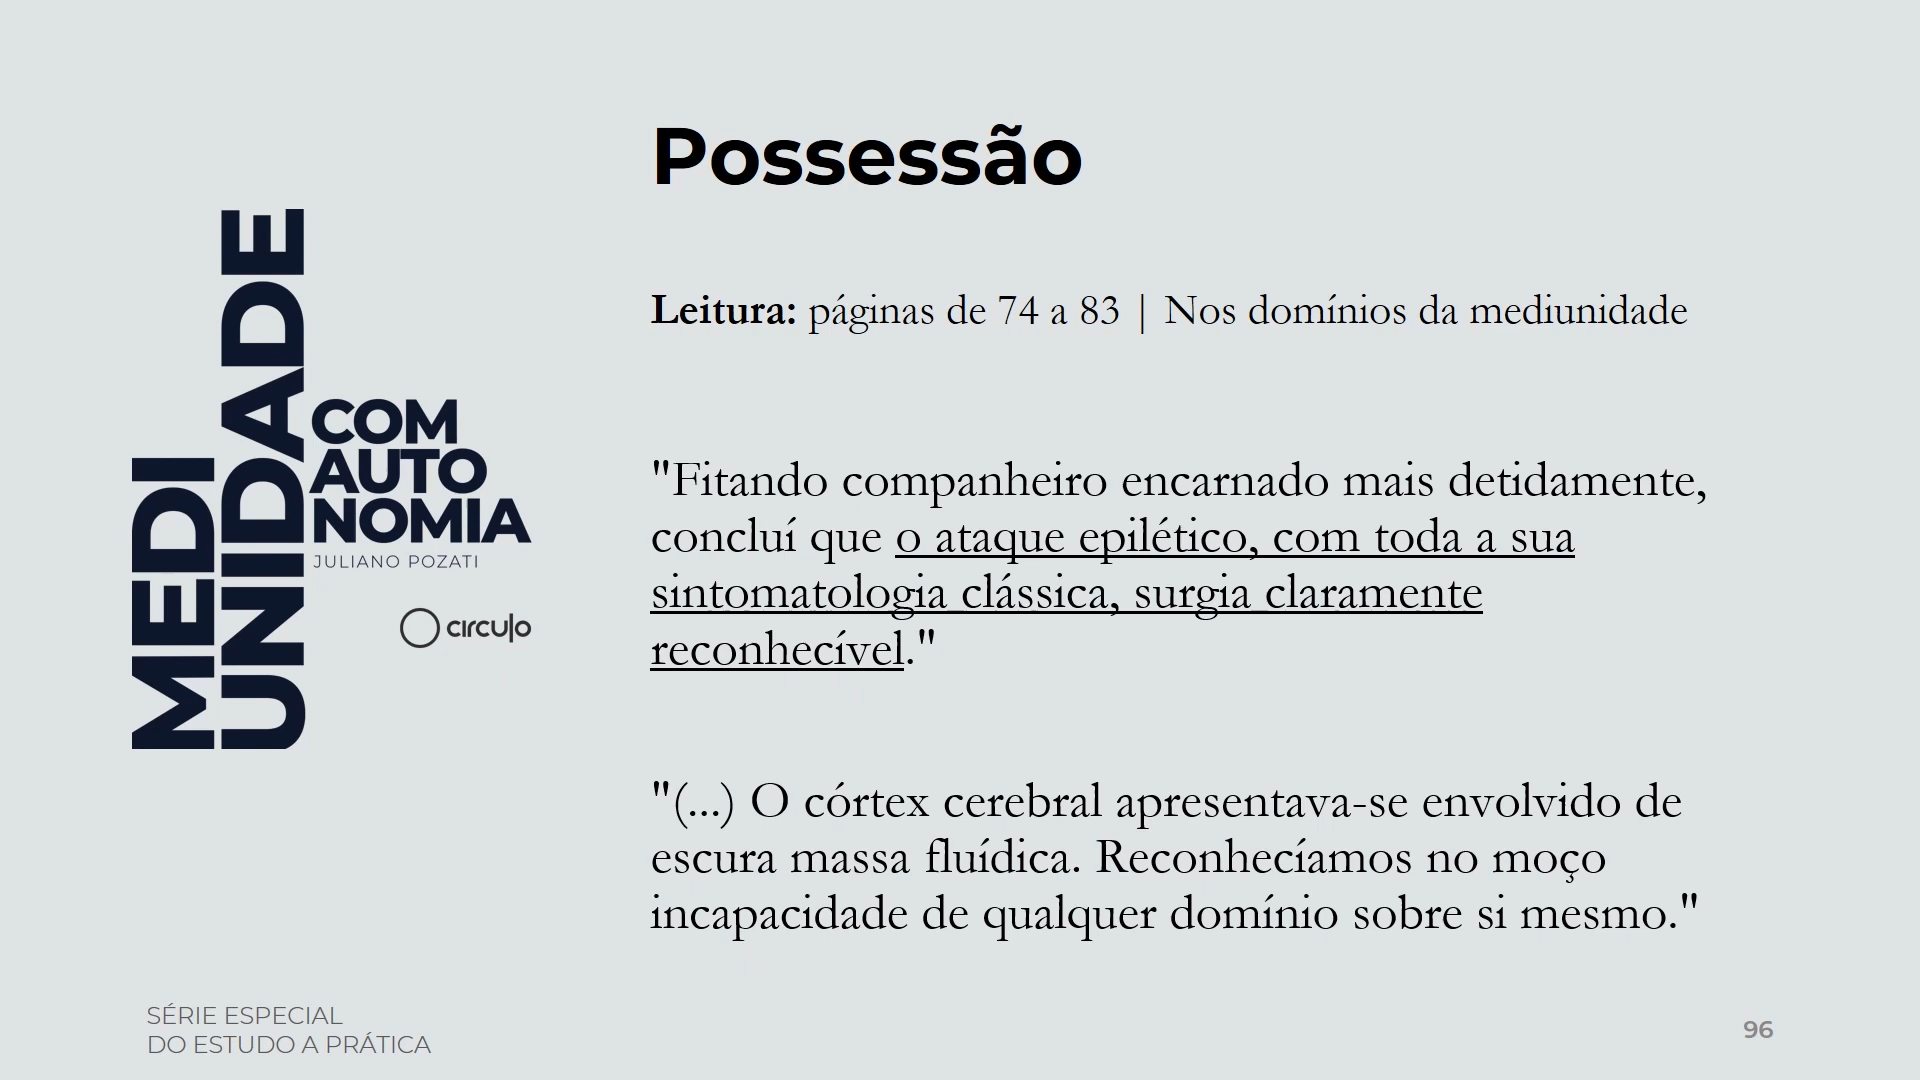 Possessão
Leitura: páginas de 74 a 83 | Nos domínios da mediunidade
"Fitando companheiro encarnado mais detidamente,
concluí que o ataque epilético, com toda a sua
sintomatologia clássica, surgia claramente
reconhecível."
"(...) O córtex cerebral apresentava-se envolvido de
escura massa fluídica. Reconhecíamos no moço
incapacidade de qualquer domínio sobre si mesmo."
MEDI
UNIDADE
COM
AUTO
NOMIA
JULIANO POZATI
circulo
SÉRIE ESPECIAL
DO ESTUDO A PRÁTICA
96